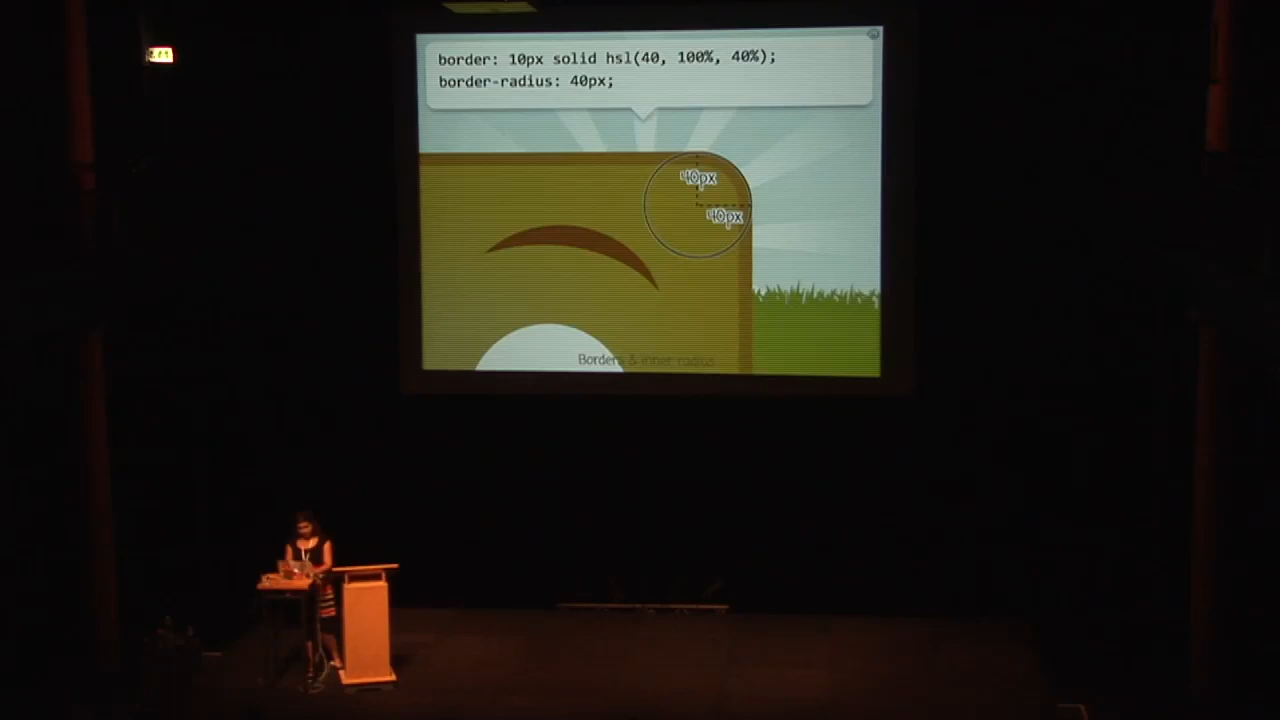 border: 10px solid hsl(40, 100%, 40%);
border-radius: 40px;
40px
40px
Borders & inner radius